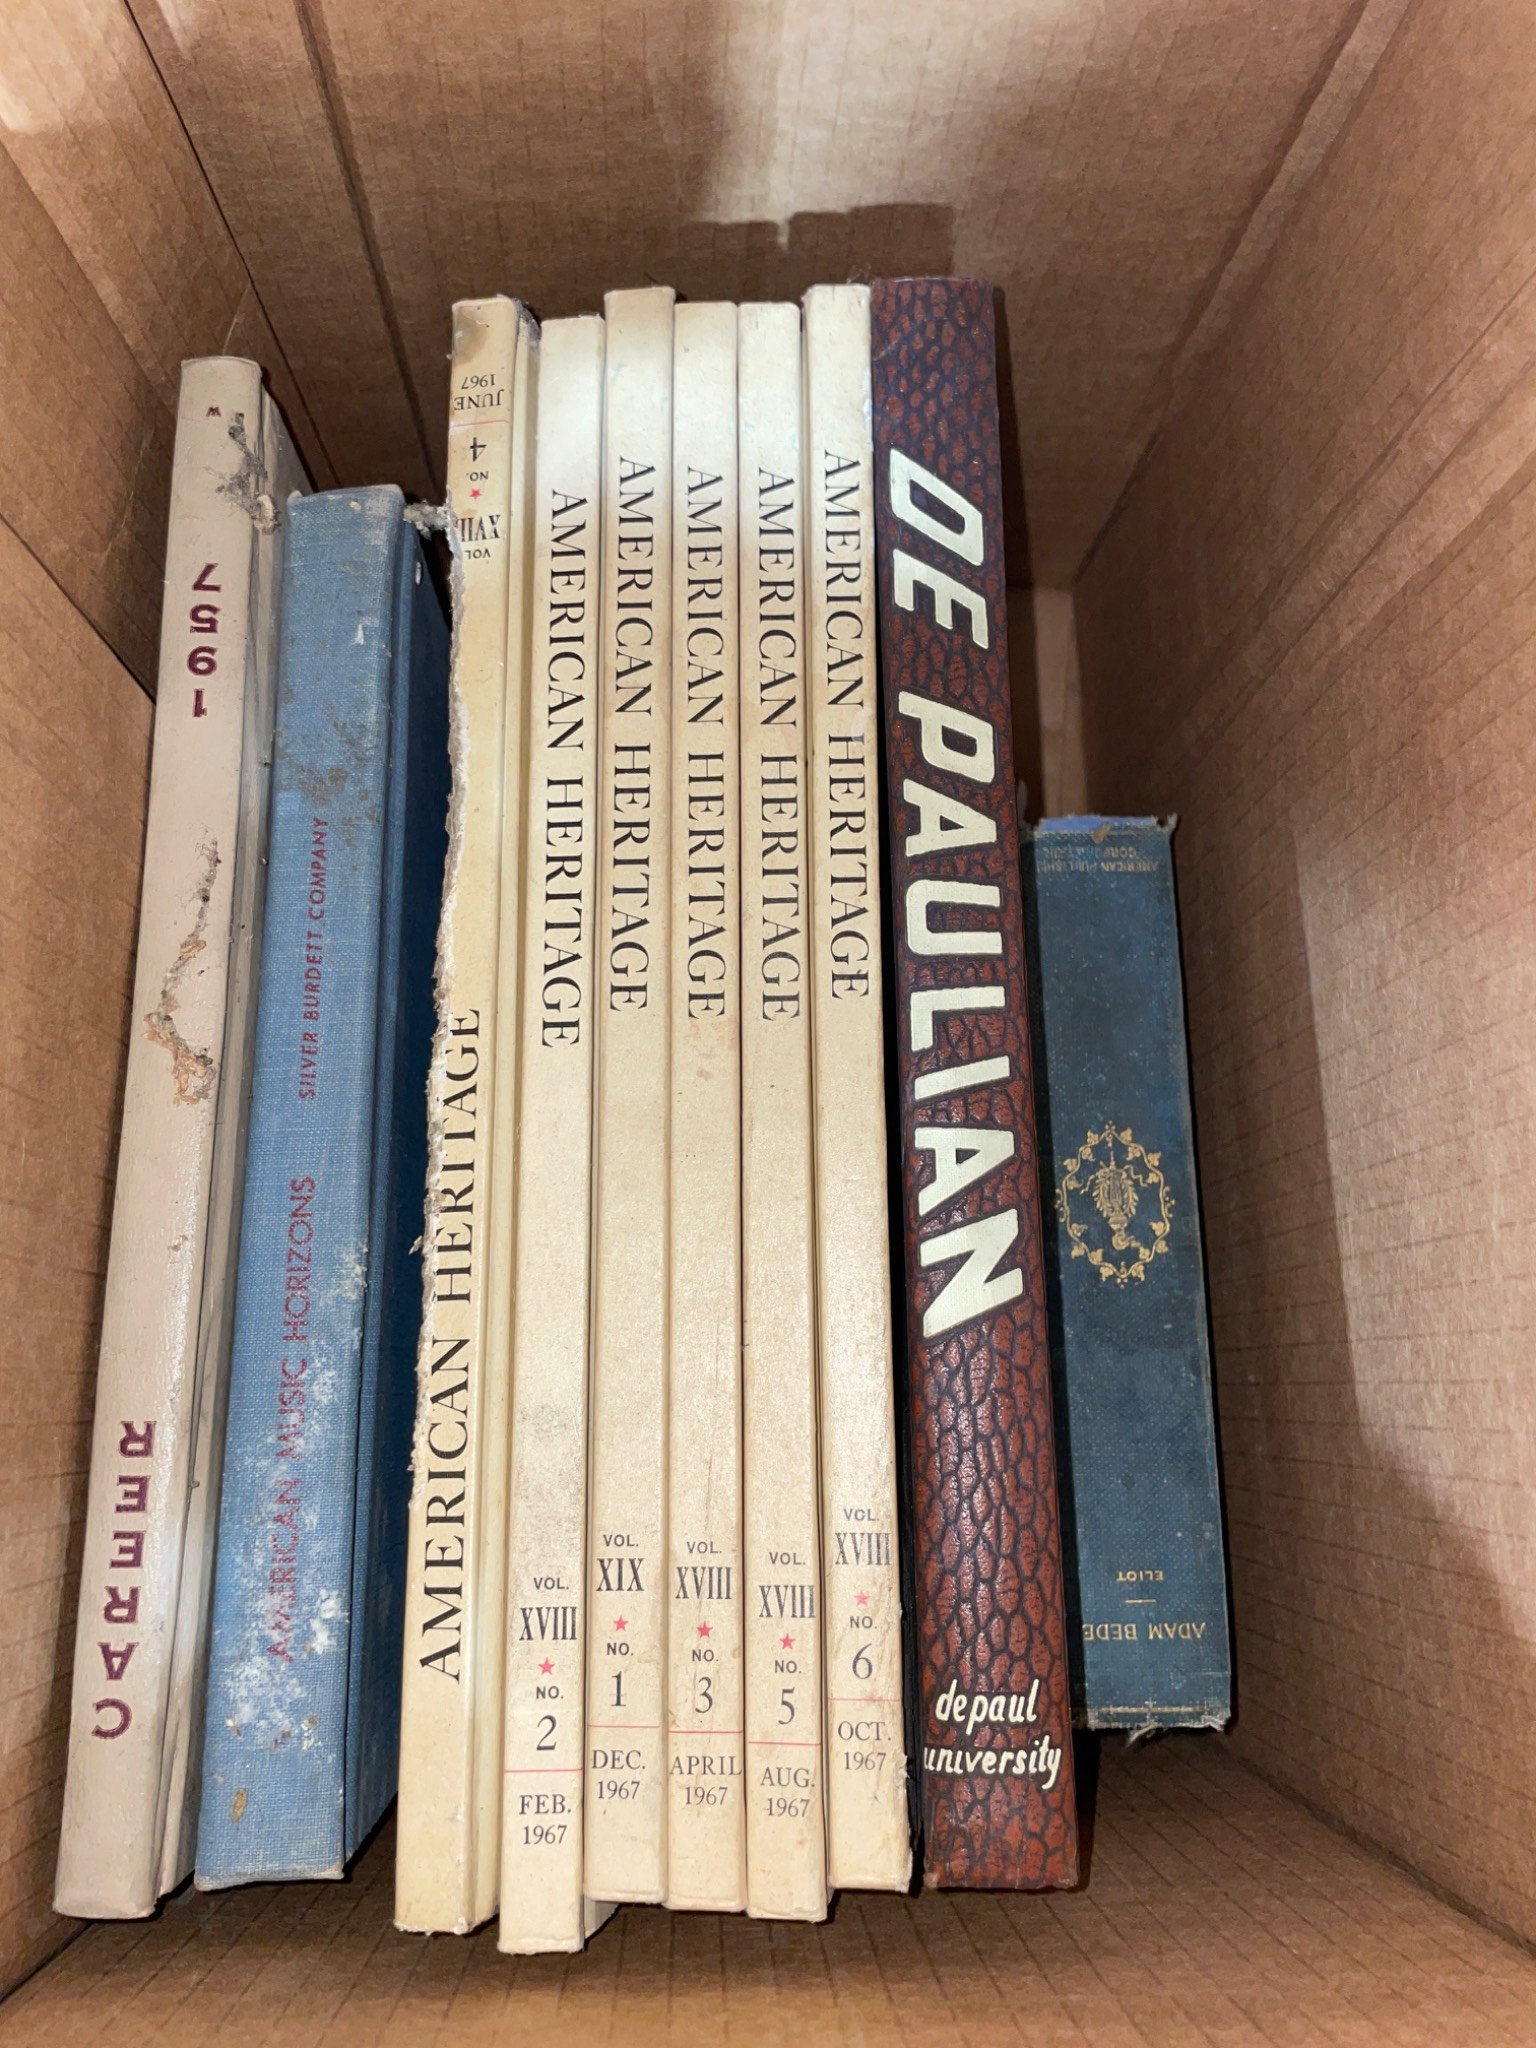 CAREER
1957
W
AMERICAN MUSIC HORIZONS
SILVER BURDETT COMPANY
AMERICAN HERITAGE
VOL.
XVIII
★ NO.
4
JUNE
1967
AMERICAN HERITAGE
VOL.
XVIII
★
NO.
2
FEB.
1967
AMERICAN HERITAGE
VOL.
XIX
★
NO.
1
DEC.
1967
AMERICAN HERITAGE
VOL.
XVIII
★
NO.
3
APRIL
1967
AMERICAN HERITAGE
VOL.
XVIII
★
NO.
5
AUG.
1967
AMERICAN HERITAGE
VOL.
XVIII
★
NO.
6
OCT.
1967
DE PAULIAN
depaul
university
ADAM BEDE
ELIOT
AMERICAN